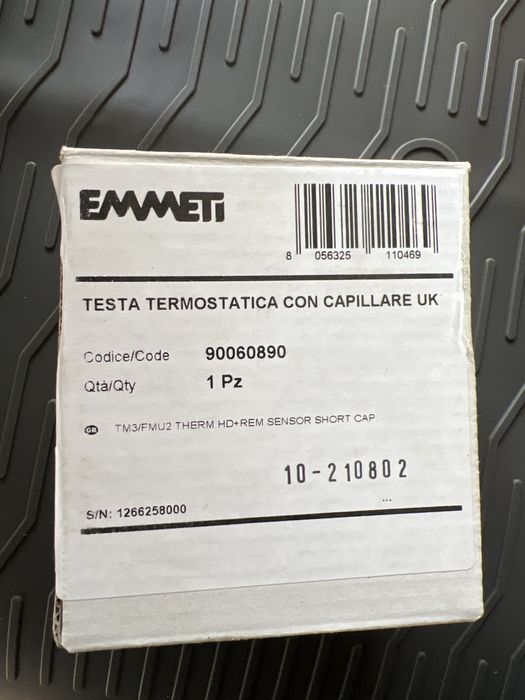 EMMETi
8 056325 110469
TESTA TERMOSTATICA CON CAPILLARE UK
Codice/Code 90060890
Qtà/Qty 1 Pz
GB TM3/FMU2 THERM HD+REM SENSOR SHORT CAP.
10-210802
...
S/N: 1266258000